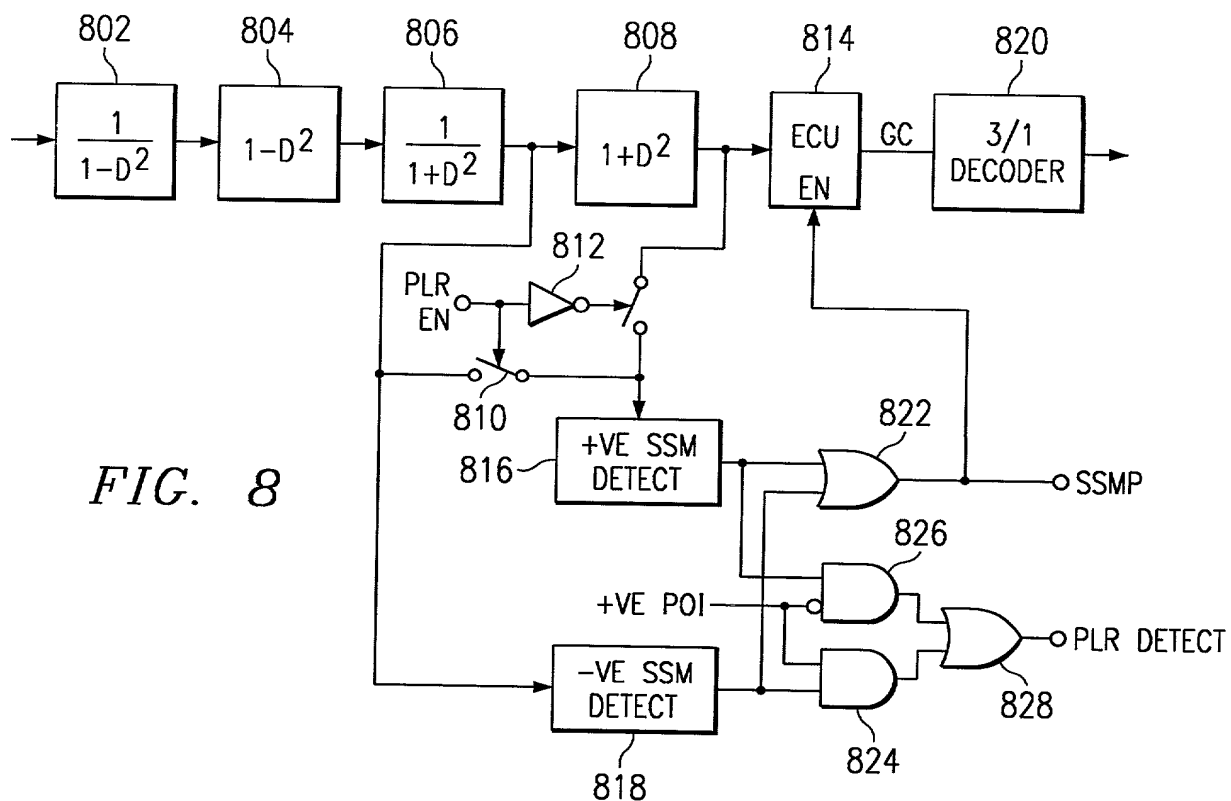 802
804
806
808
814
820
1
1-D²
1-D²
1
1+D²
1+D²
ECU
EN
GC
3/1
DECODER
812
PLR
EN
810
816
+VE SSM
DETECT
822
SSMP
FIG. 8
826
+VE POI
PLR DETECT
-VE SSM
DETECT
828
824
818